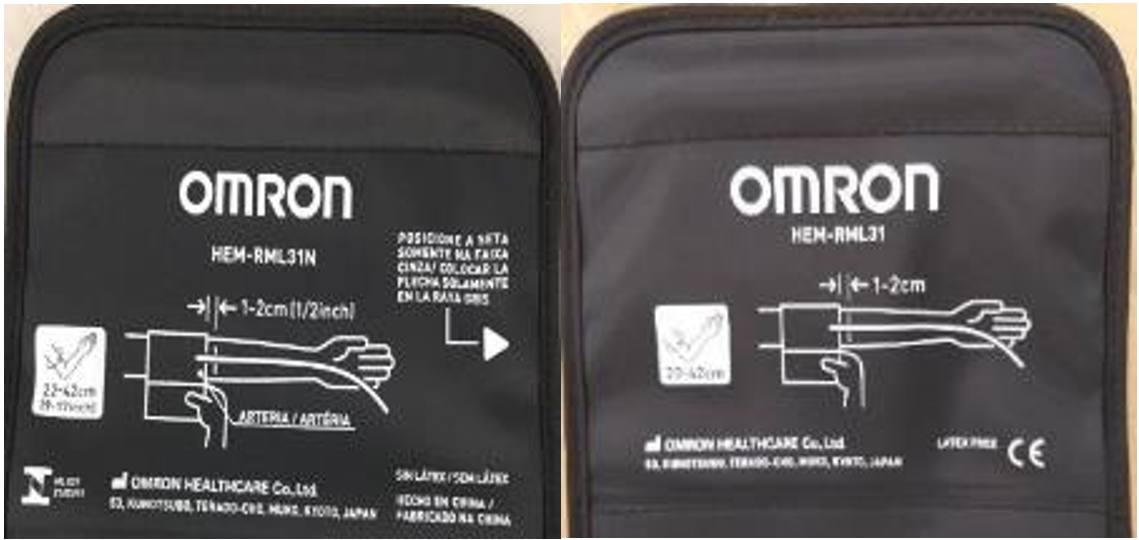 OMRON
HEM-RML31N
POSICIONE A SETA
SOMENTE NA FAIXA
CINZA/ COLOCAR LA
FLECHA SOLAMENTE
EN LA RAYA GRIS
1-2cm (1/2inch)
22-42cm
(9-17inch)
ARTERIA / ARTÉRIA
OMRON HEALTHCARE Co.,Ltd.
53, KUNOTSUBO, TERADO-CHO, MUKO, KYOTO, JAPAN
SIN LÁTEX / SEM LÁTEX
HECHO EN CHINA /
FABRICADO NA CHINA
OMRON
HEM-RML31
1-2cm
22-42cm
OMRON HEALTHCARE Co., Ltd.
53, KUNOTSUBO, TERADO-CHO, MUKO, KYOTO, JAPAN
LATEX FREE
CE